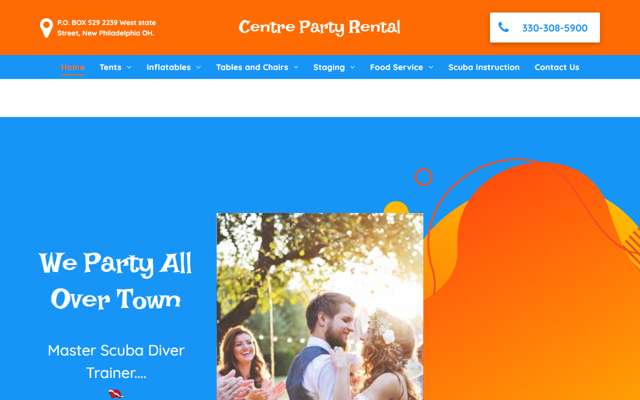 P.O. BOX 529 2239 West state
Street, New Philadelphia OH.
Centre Party Rental
330-308-5900
Home
Tents
Inflatables
Tables and Chairs
Staging
Food Service
Scuba Instruction
Contact Us
We Party All
Over Town
Master Scuba Diver
Trainer....